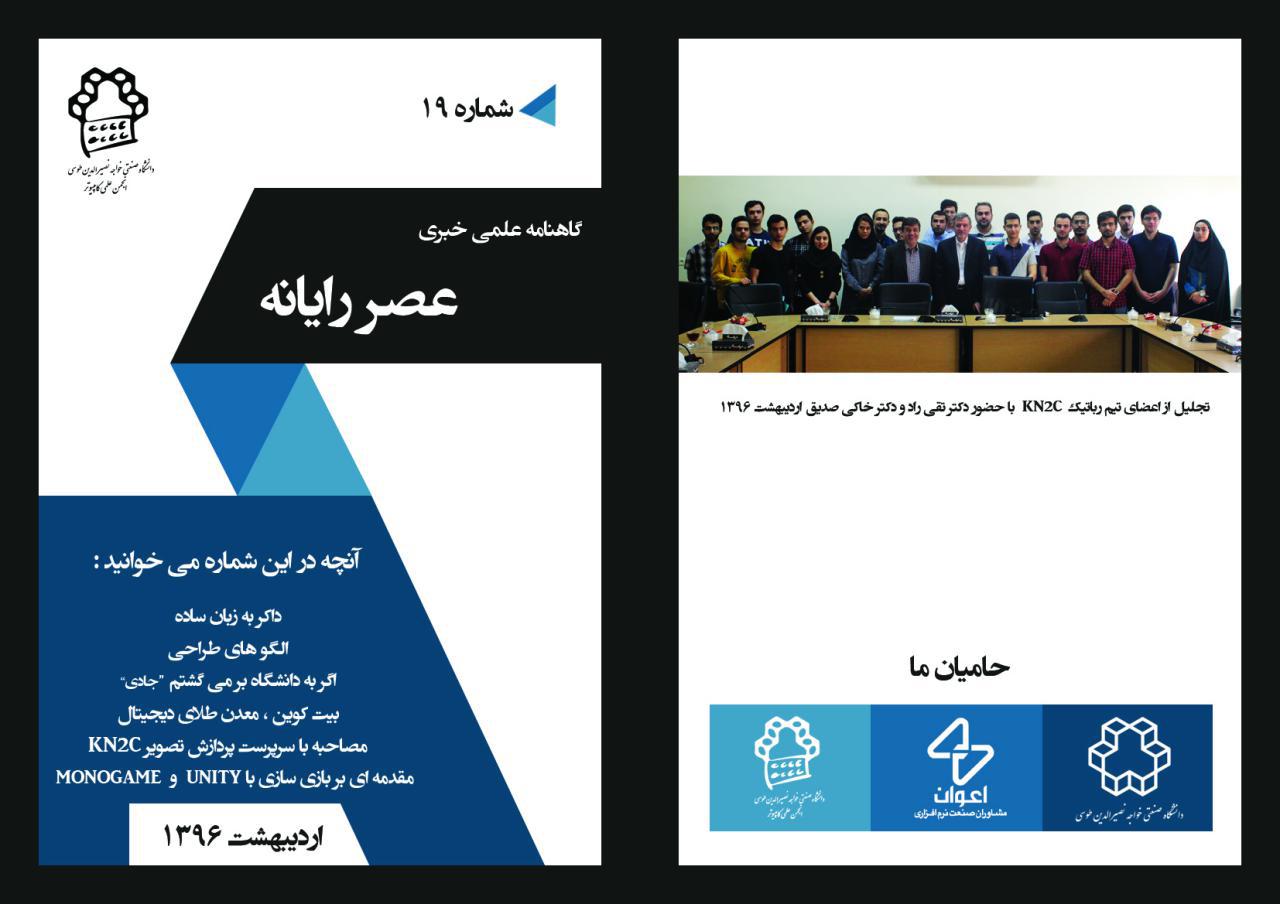 شماره ۱۹
دانشگاه صنعتی خواجه نصیرالدین طوسی
انجمن علمی کامپیوتر
گاهنامه علمی خبری
عصر رایانه
آنچه در این شماره می خوانید :
داکر به زبان ساده
الگو های طراحی
اگر به دانشگاه بر می گشتم "جادی"
بیت کوین ، معدن طلای دیجیتال
مصاحبه با سرپرست پردازش تصویر KN2C
مقدمه ای بر بازی سازی با UNITY و MONOGAME
اردیبهشت ۱۳۹۶
تجلیل از اعضای تیم رباتیک KN2C با حضور دکتر تقی راد و دکتر خاکی صدیق اردیبهشت ۱۳۹۶
حامیان ما
دانشگاه صنعتی خواجه نصیرالدین طوسی
اعوان
مشاوران صنعت نرم افزاری
دانشگاه صنعتی خواجه نصیرالدین طوسی
انجمن علمی کامپیوتر